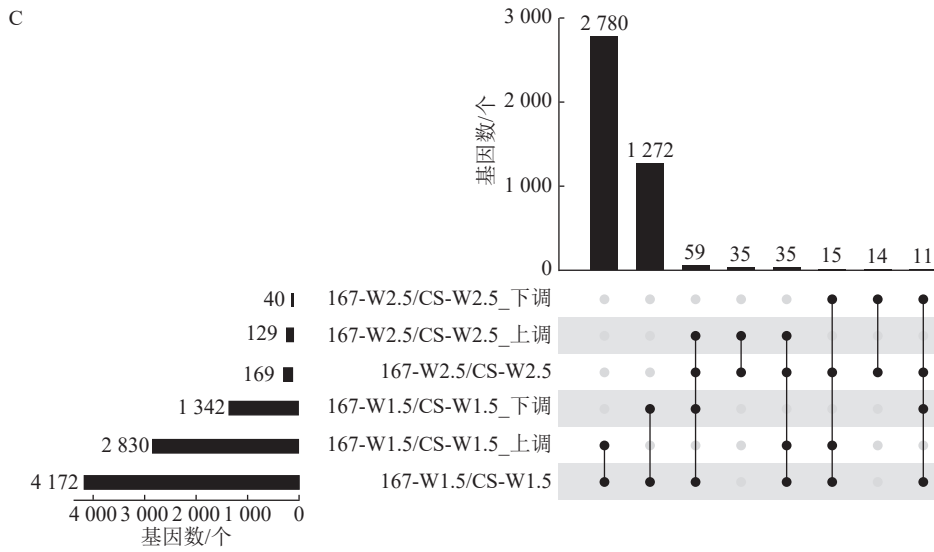 C
3 000
2 000
1 000
0
基因数/个
2 780
1 272
59
35
35
15
14
11
40
167-W2.5/CS-W2.5_下调
129
167-W2.5/CS-W2.5_上调
169
167-W2.5/CS-W2.5
1 342
167-W1.5/CS-W1.5_下调
2 830
167-W1.5/CS-W1.5_上调
4 172
167-W1.5/CS-W1.5
4 000 3 000 2 000 1 000 0
基因数/个